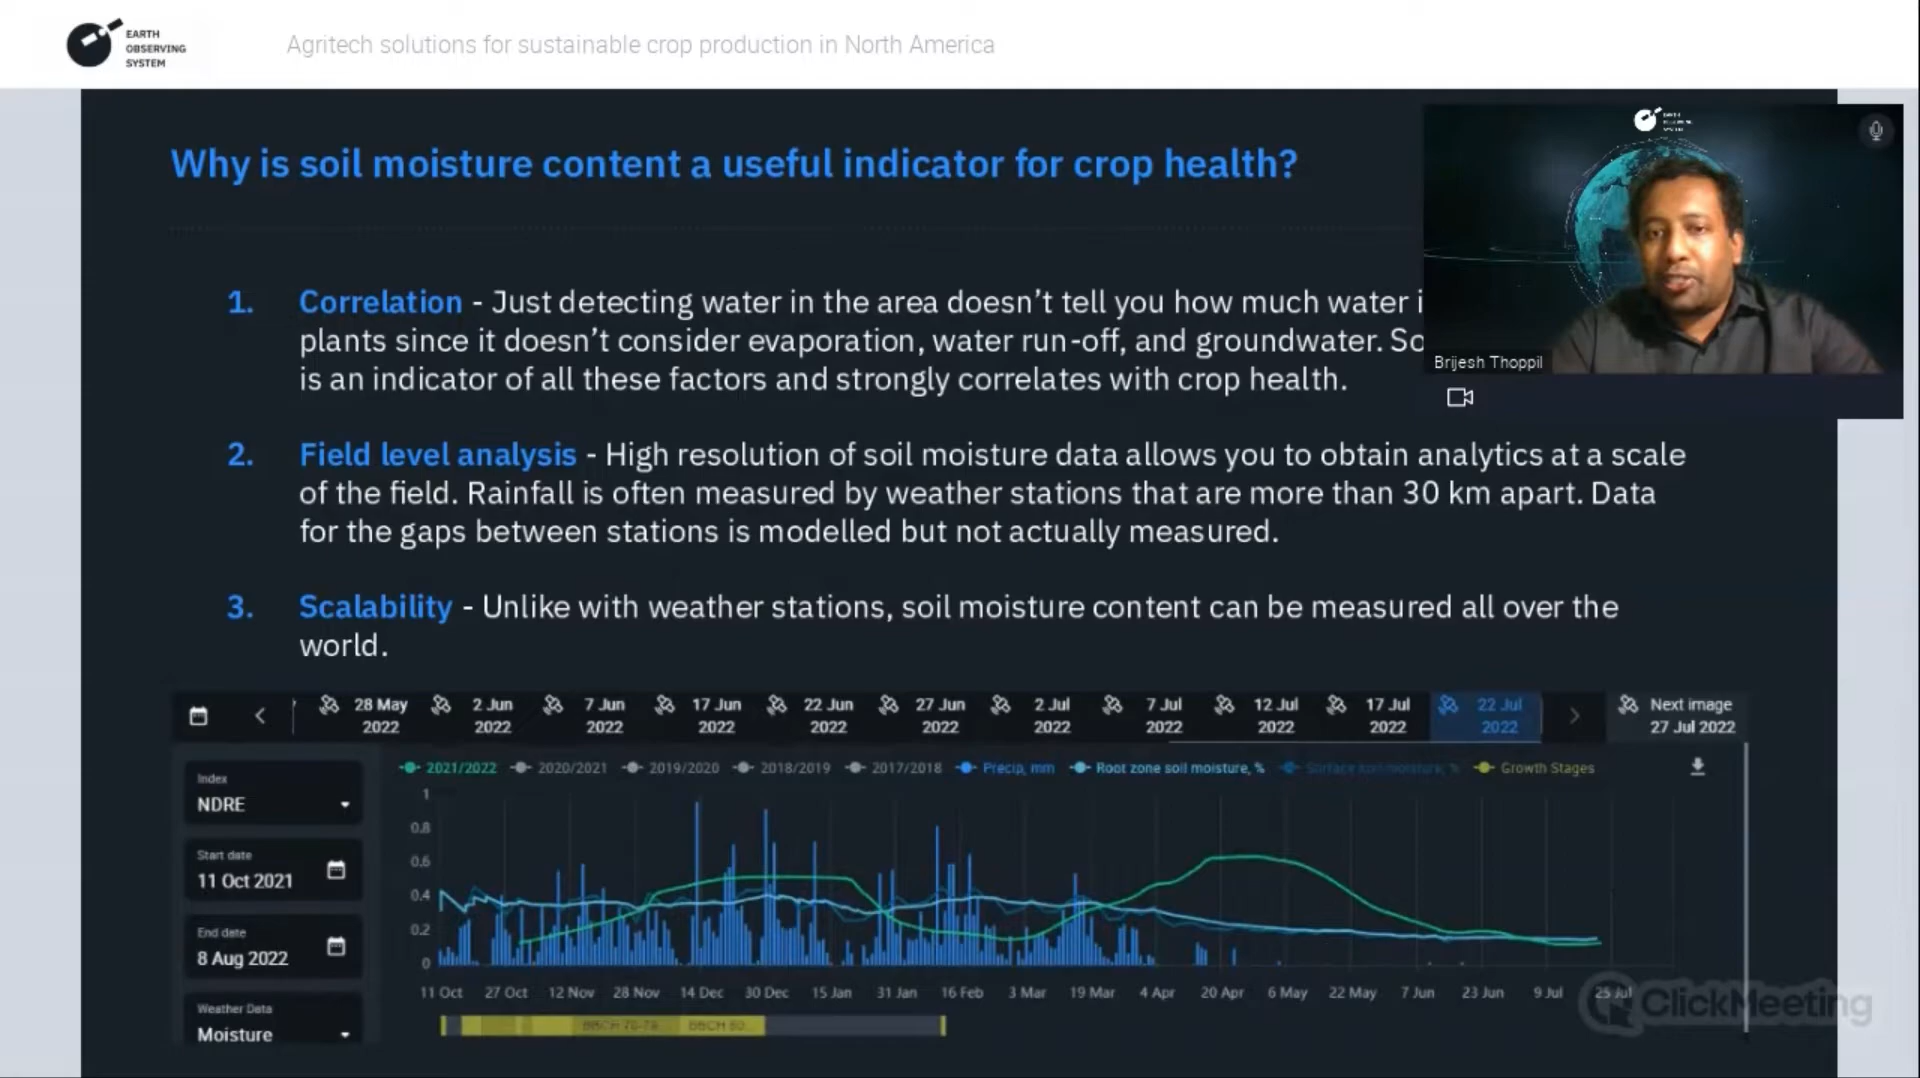 EARTH
OBSERVING
SYSTEM
Agritech solutions for sustainable crop production in North America
Why is soil moisture content a useful indicator for crop health?
1. Correlation - Just detecting water in the area doesn’t tell you how much water
plants since it doesn’t consider evaporation, water run-off, and groundwater. So
is an indicator of all these factors and strongly correlates with crop health.
Brijesh Thoppil
2. Field level analysis - High resolution of soil moisture data allows you to obtain analytics at a scale
of the field. Rainfall is often measured by weather stations that are more than 30 km apart. Data
for the gaps between stations is modelled but not actually measured.
3. Scalability - Unlike with weather stations, soil moisture content can be measured all over the
world.
28 May 2 Jun 7 Jun 17 Jun 22 Jun 27 Jun 2 Jul 7 Jul 12 Jul 17 Jul 22 Jul Next image
2022 2022 2022 2022 2022 2022 2022 2022 2022 2022 2022 27 Jul 2022
2021/2022 2020/2021 2019/2020 2018/2019 2017/2018 Precip, mm Root zone soil moisture, % Surface soil moisture, % Growth Stages
Index
NDRE
Start date
11 Oct 2021
End date
8 Aug 2022
Weather Data
Moisture
1
0.8
0.6
0.4
0.2
0
11 Oct 27 Oct 12 Nov 28 Nov 14 Dec 30 Dec 15 Jan 31 Jan 16 Feb 3 Mar 19 Mar 4 Apr 20 Apr 6 May 22 May 7 Jun 23 Jun 9 Jul 25 Jul
ClickMeeting